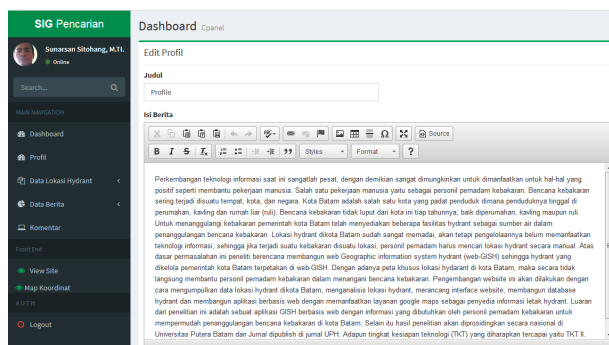 SIG Pencarian
Dashboard Cpanel
Sunarsan Sitohang, M.TI.
Online
Search...
MAIN NAVIGATION
Dashboard
Profil
Data Lokasi Hydrant
Data Berita
Komentar
Front End
View Site
Map Koordinat
AUTH
Logout
Edit Profil
Judul
Profile
Isi Berita
Source
B I S Ix Styles Format ?
Perkembangan teknologi informasi saat ini sangatlah pesat, dengan demikian sangat dimungkinkan untuk dimanfaatkan untuk hal-hal yang
positif seperti membantu pekerjaan manusia. Salah satu pekerjaan manusia yaitu sebagai personil pemadam kebakaran. Bencana kebakaran
sering terjadi disuatu tempat, kota, dan negara. Kota Batam adalah salah satu kota yang padat penduduk dimana penduduknya tinggal di
perumahan, kavling dan rumah liar (ruli). Bencana kebakaran tidak luput dari kota ini tiap tahunnya, baik diperumahan, kavling maupun ruli.
Untuk menanggulangi kebakaran pemerintah kota Batam telah menyediakan beberapa fasilitas hydrant sebagai sumber air dalam
penanggulangan bencana kebakaran. Lokasi hydrant dikota Batam sudah sangat memadai, akan tetapi pengelolaannya belum memanfaatkan
teknologi informasi, sehingga jika terjadi suatu kebakaran disuatu lokasi, personil pemadam harus mencari lokasi hydrant secara manual. Atas
dasar permasalahan ini peneliti berencana membangun web Geographic information system hydrant (web-GISH) sehingga hydrant yang
dikelola pemerintah kota Batam terpetakan di web-GISH. Dengan adanya peta khusus lokasi hydarant di kota Batam, maka secara tidak
langsung membantu personil pemadam kebakaran dalam menangani bencana kebakaran. Pengembangan website ini akan dilakukan dengan
cara mengumpulkan data lokasi hydrant dikota Batam, menganalisis lokasi hydrant, merancang interface website, membangun database
hydrant dan membangun aplikasi berbasis web dengan memanfaatkan layanan google maps sebagai penyedia informasi letak hydrant. Luaran
dari penelitian ini adalah sebuat aplikasi GISH berbasis web dengan informasi yang dibutuhkan oleh personil pemadam kebakaran untuk
mempermudah penanggulangan bencana kebakaran di kota Batam. Selain itu hasil penelitian akan diprosidingkan secara nasional di
Universitas Putera Batam dan Jurnal dipublish di jurnal UPH. Adapun tingkat kesiapan teknologi (TKT) yang diharapkan tercapai yaitu TKT II.